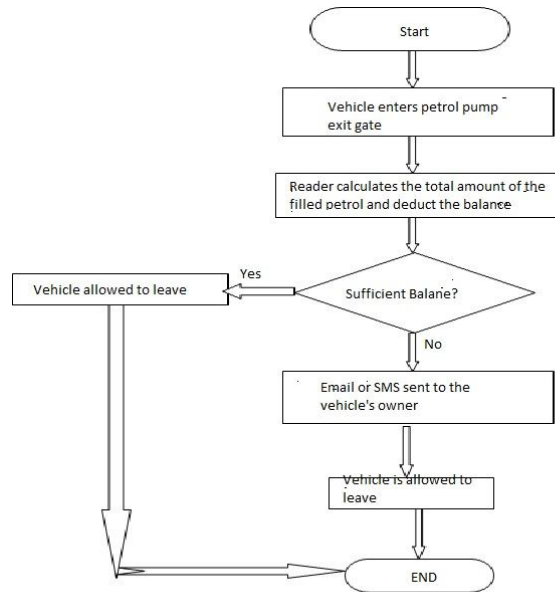 Start
Vehicle enters petrol pump
exit gate
Reader calculates the total amount of the
filled petrol and deduct the balance
Yes
Vehicle allowed to leave
Sufficient Balane?
No
Email or SMS sent to the
vehicle's owner
Vehicle is allowed to
leave
END